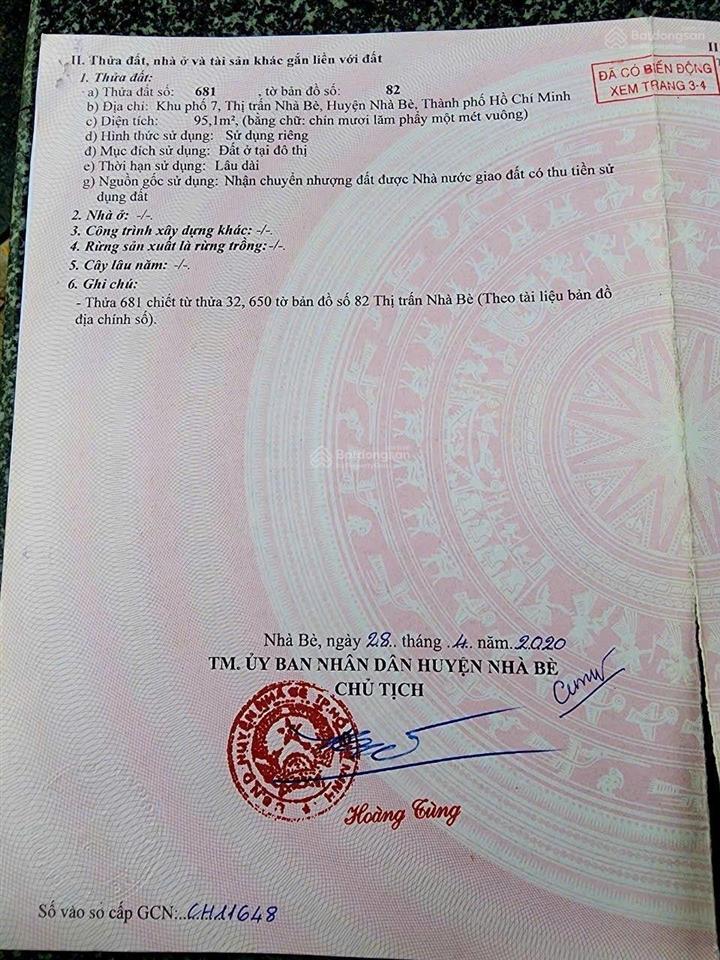 II. Thửa đất, nhà ở và tài sản khác gắn liền với đất
II
ĐÃ CÓ BIẾN ĐỘNG
XEM TRANG 3-4
1. Thửa đất:
a) Thửa đất số: 681 , tờ bản đồ số: 82
b) Địa chỉ: Khu phố 7, Thị trấn Nhà Bè, Huyện Nhà Bè, Thành phố Hồ Chí Minh
c) Diện tích: 95,1m², (bằng chữ: chín mươi lăm phẩy một mét vuông)
d) Hình thức sử dụng: Sử dụng riêng
đ) Mục đích sử dụng: Đất ở tại đô thị
e) Thời hạn sử dụng: Lâu dài
g) Nguồn gốc sử dụng: Nhận chuyển nhượng đất được Nhà nước giao đất có thu tiền sử
dụng đất
2. Nhà ở: -/-.
3. Công trình xây dựng khác: -/-.
4. Rừng sản xuất là rừng trồng:-/-.
5. Cây lâu năm: -/-.
6. Ghi chú:
- Thửa 681 chiết từ thửa 32, 650 tờ bản đồ số 82 Thị trấn Nhà Bè (Theo tài liệu bản đồ
địa chính số).
Batdongsan
Batdongsan
Nhà Bè, ngày 28.. tháng .4.. năm..2020
TM. ỦY BAN NHÂN DÂN HUYỆN NHÀ BÈ
CHỦ TỊCH
U.B.N.D HUYỆN NHÀ BÈ T.P HỒ CHÍ MINH
Hoàng Tùng
Số vào sổ cấp GCN:..CH11648